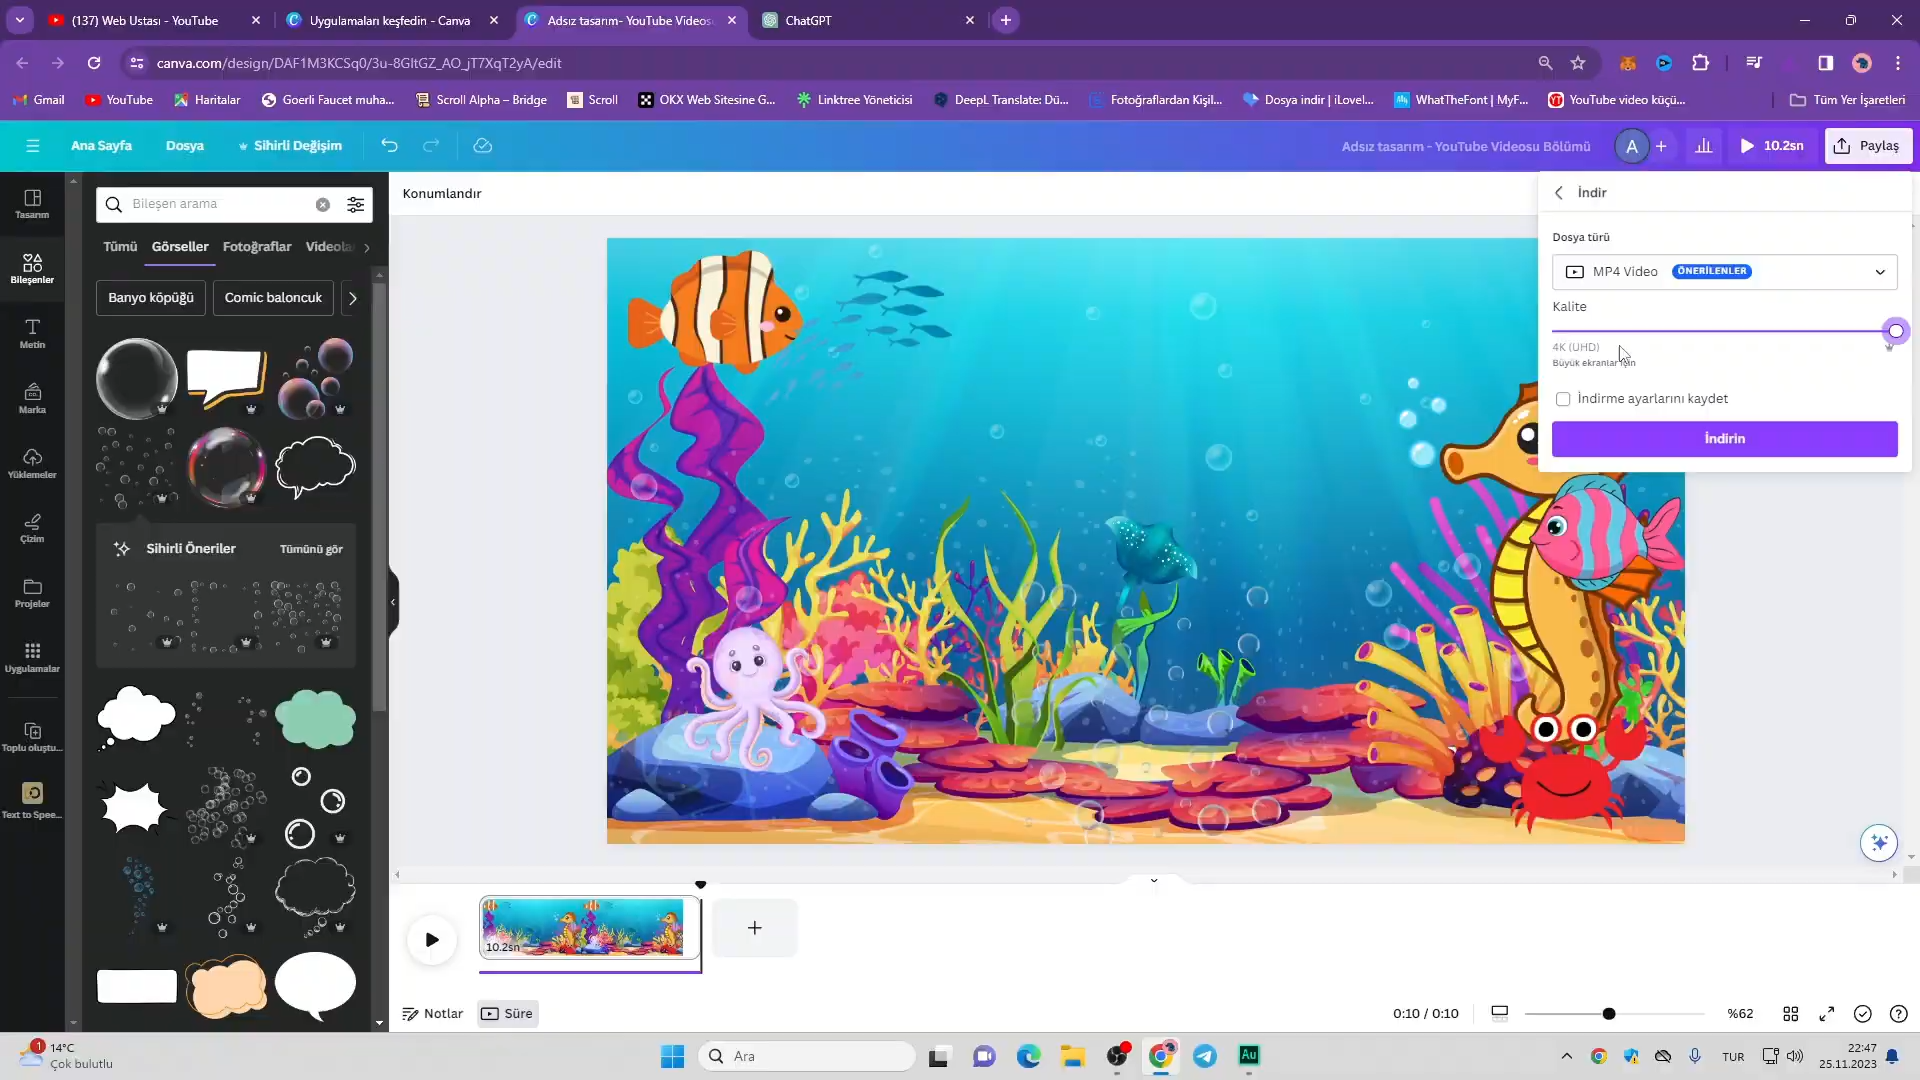 (137) Web Ustası - YouTube
Uygulamaları keşfedin - Canva
Adsız tasarım- YouTube Videosu
ChatGPT
canva.com/design/DAF1M3KCSq0/3u-8GItGZ_AO_jT7XqT2yA/edit
Gmail
YouTube
Haritalar
Goerli Faucet muha...
Scroll Alpha – Bridge
Scroll
OKX Web Sitesine G...
Linktree Yöneticisi
DeepL Translate: Dü...
Fotoğraflardan Kişil...
Dosya indir | iLovel...
WhatTheFont | MyF...
YouTube video küçü...
Tüm Yer İşaretleri
Ana Sayfa
Dosya
Sihirli Değişim
Adsız tasarım - YouTube Videosu Bölümü
A
10.2sn
Paylaş
Tasarım
Bileşenler
Metin
Marka
Yüklemeler
Çizim
Projeler
Uygulamalar
Toplu oluştu...
Text to Spee...
Bileşen arama
Tümü
Görseller
Fotoğraflar
Videola
Banyo köpüğü
Comic baloncuk
Sihirli Öneriler
Tümünü gör
Konumlandır
İndir
Dosya türü
MP4 Video
ÖNERİLENLER
Kalite
4K (UHD)
Büyük ekranlar için
İndirme ayarlarını kaydet
İndirin
10.2sn
Notlar
Süre
0:10 / 0:10
%62
1
14°C
Çok bulutlu
Ara
Au
TUR
22:47
25.11.2023